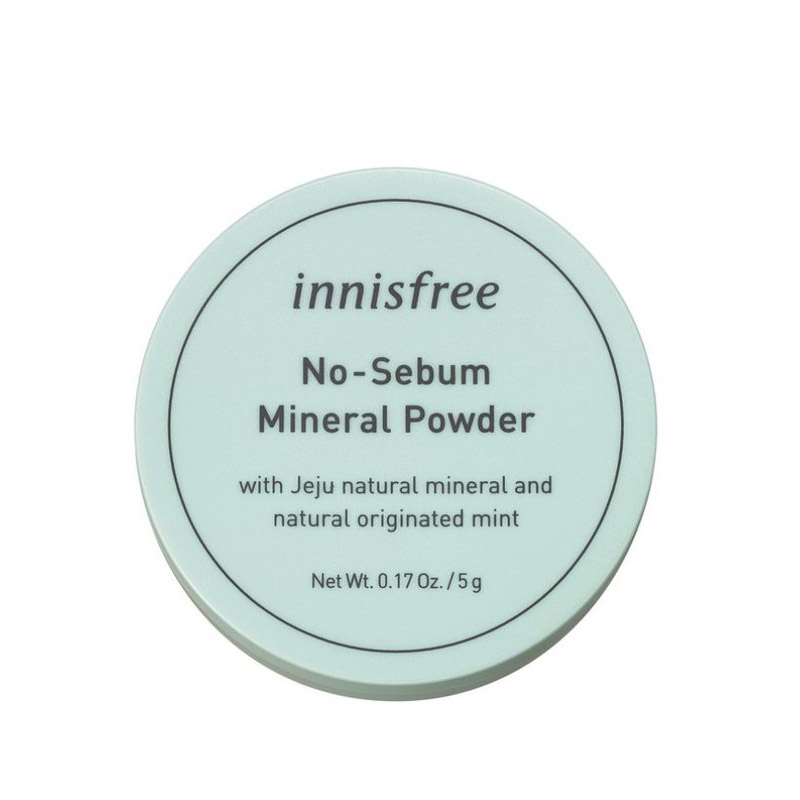 innisfree
No-Sebum
Mineral Powder
with Jeju natural mineral and
natural originated mint
Net Wt. 0.17 Oz. / 5 g